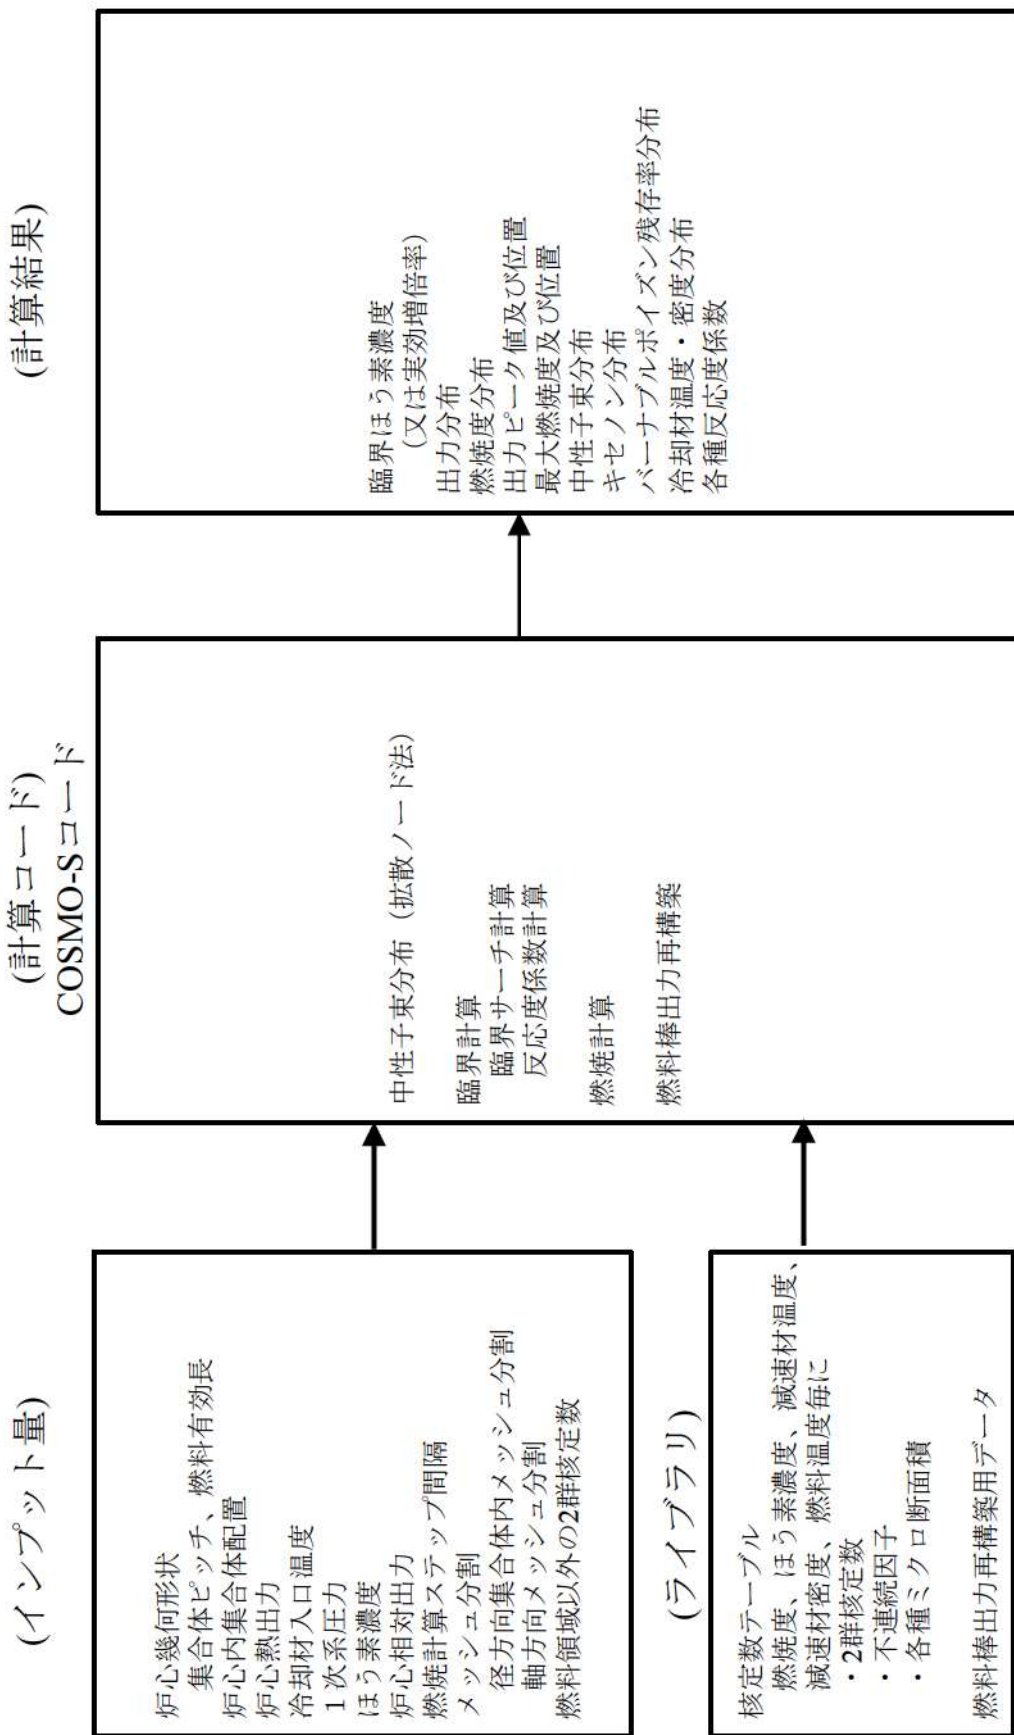 (インプット量)
炉心幾何形状
集合体ピッチ、燃料有効長
炉心内集合体配置
炉心熱出力
冷却材入口温度
1次系圧力
ほう素濃度
炉心相対出力
燃焼計算ステップ間隔
メッシュ分割
径方向集合体内メッシュ分割
軸方向メッシュ分割
燃料領域以外の2群核定数
(ライブラリ)
核定数テーブル
燃焼度、ほう素濃度、減速材温度、
減速材密度、燃料温度毎に
・2群核定数
・不連続因子
・各種ミクロ断面積
燃料棒出力再構築用データ
(計算コード)
COSMO-Sコード
中性子束分布（拡散ノード法）
臨界計算
臨界サーチ計算
反応度係数計算
燃焼計算
燃料棒出力再構築
(計算結果)
臨界ほう素濃度
(又は実効増倍率)
出力分布
燃焼度分布
出力ピーク値及び位置
最大燃焼度及び位置
中性子束分布
キセノン分布
バーナブルポイズン残存率分布
冷却材温度・密度分布
各種反応度係数